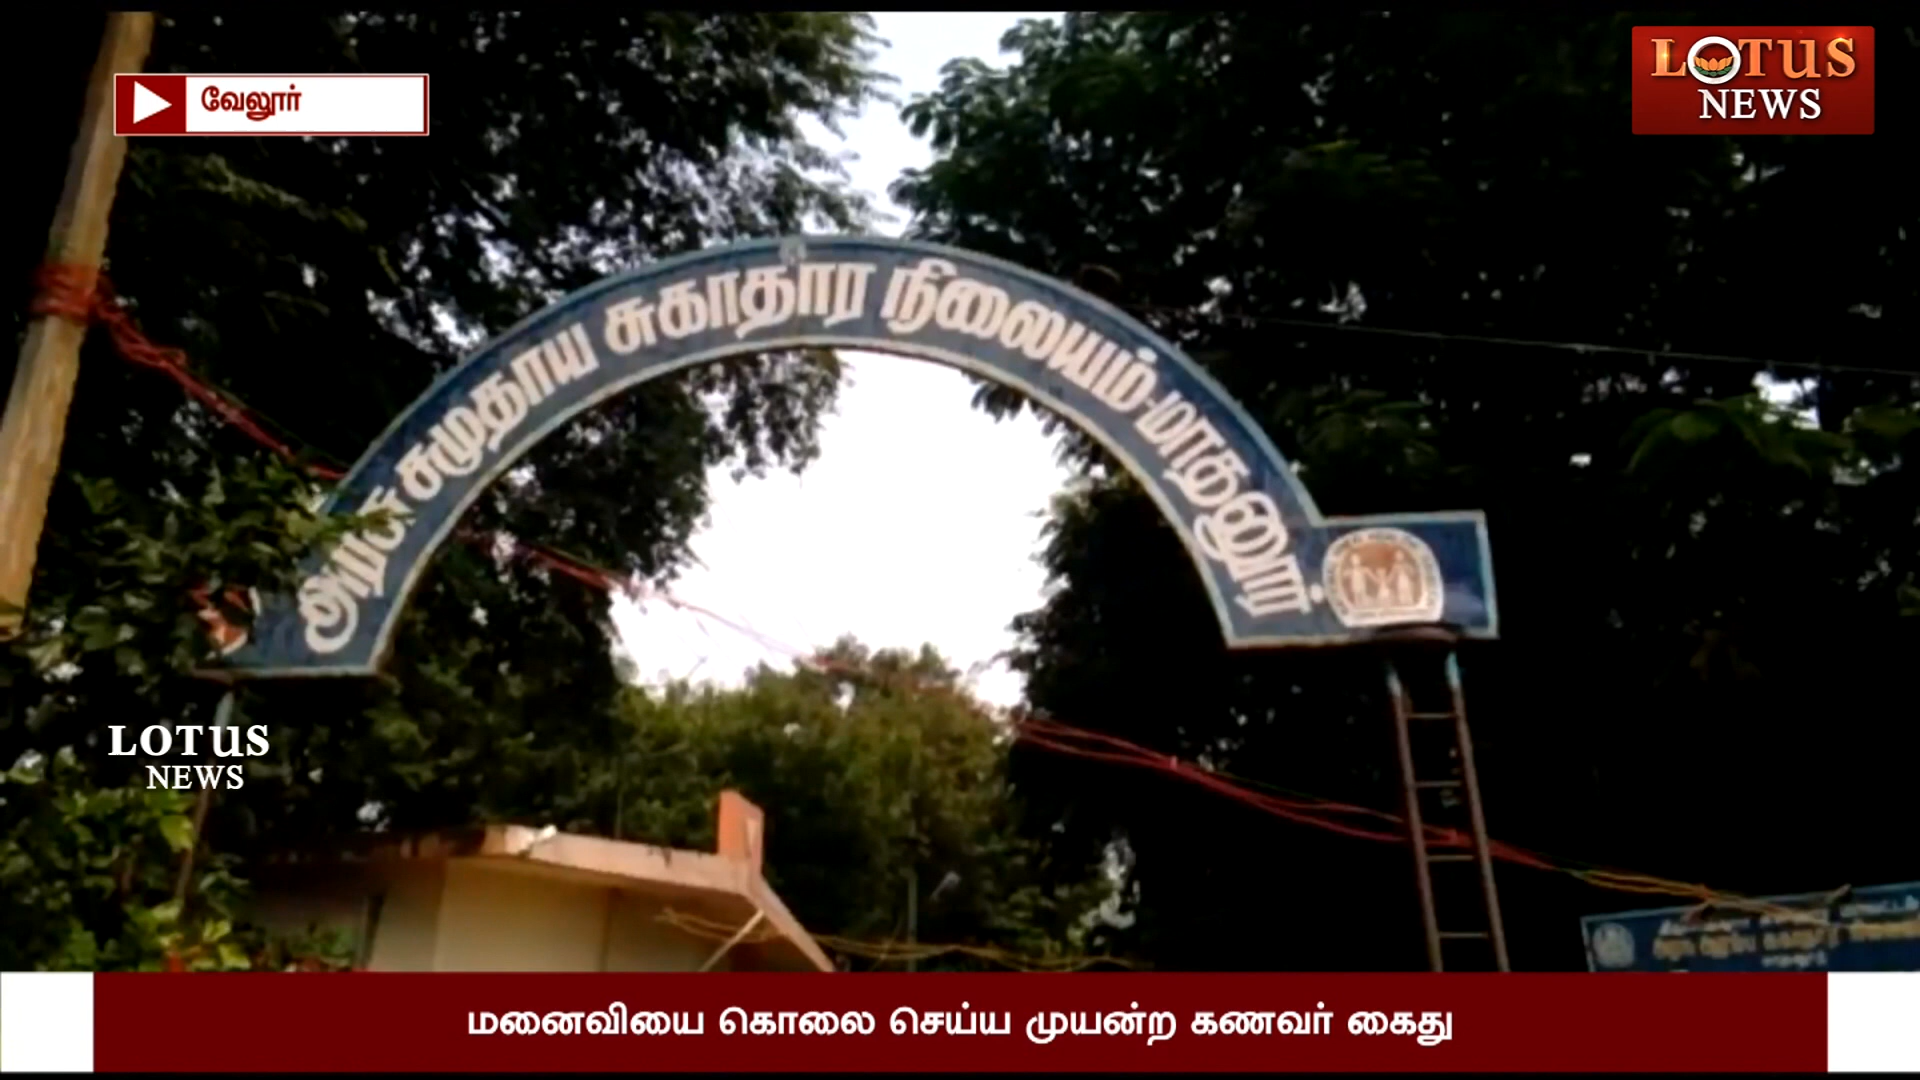 வேலூர்
LOTUS
NEWS
அரசு சமுதாய சுகாதார நிலையம்-மாதனூர்
LOTUS
NEWS
மனைவியை கொலை செய்ய முயன்ற கணவர் கைது